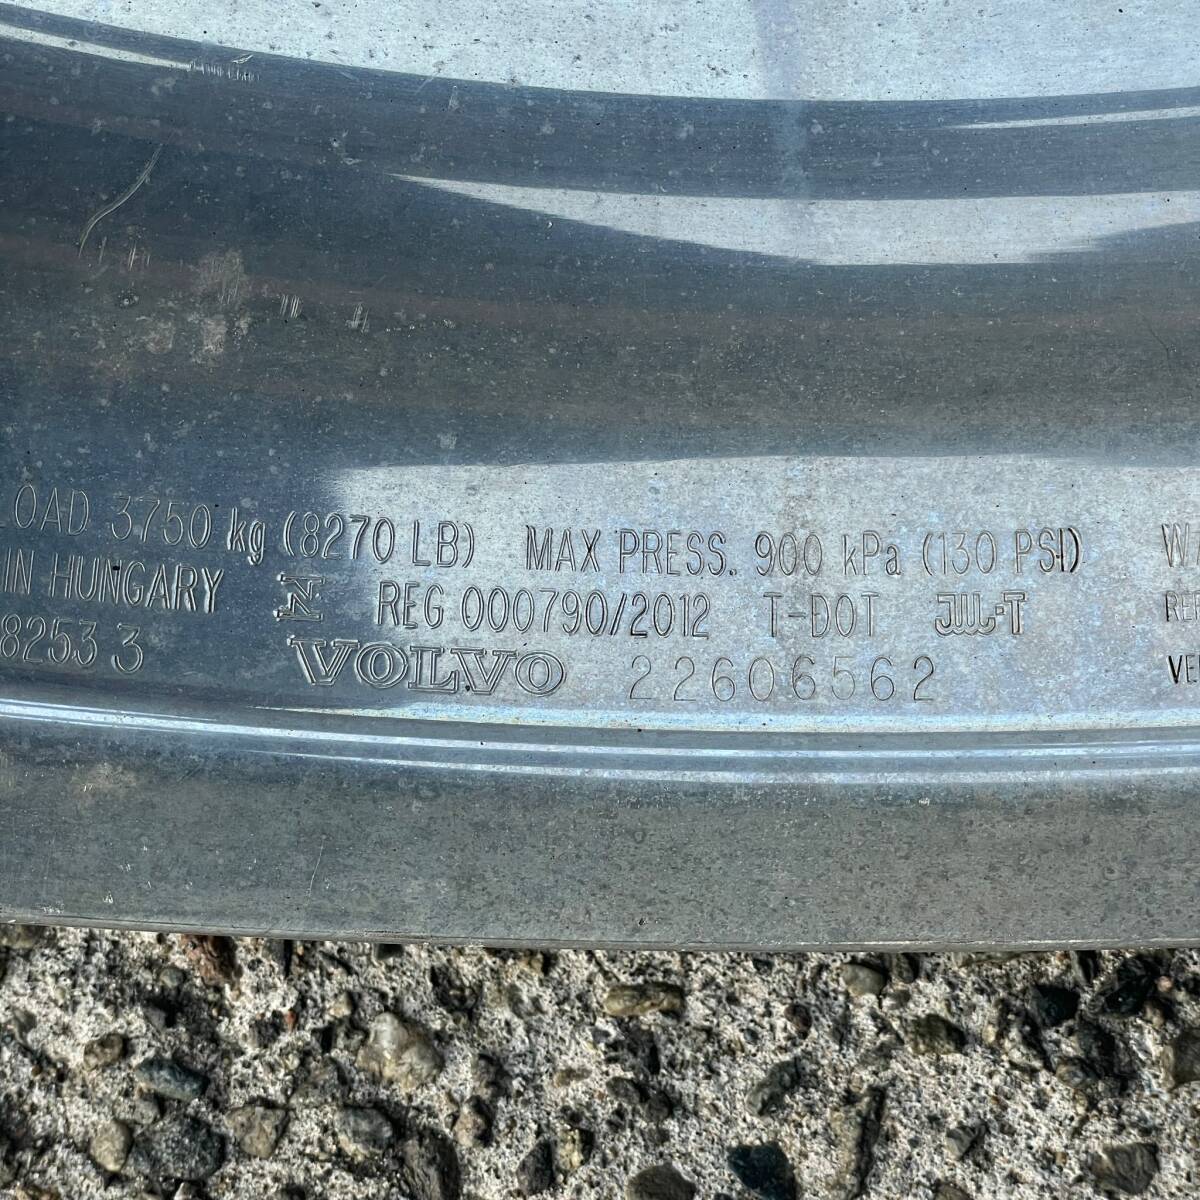 LOAD 3750 kg (8270 LB) MAX PRESS. 900 kPa (130 PSI)
IN HUNGARY REG 000790/2012 T-DOT JWL-T
8253 3 VOLVO 22606562